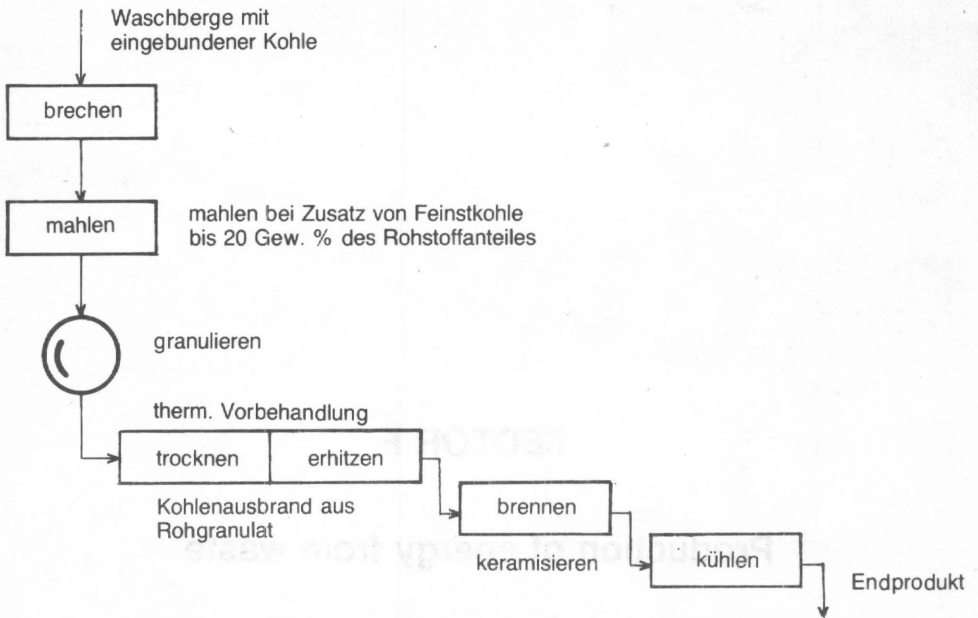 Waschberge mit
eingebundener Kohle
brechen
mahlen
mahlen bei Zusatz von Feinstkohle
bis 20 Gew. % des Rohstoffanteiles
granulieren
therm. Vorbehandlung
trocknen
erhitzen
Kohlenausbrand aus
Rohgranulat
brennen
keramisieren
kühlen
Endprodukt
SECTOR F
Production of energy from waste